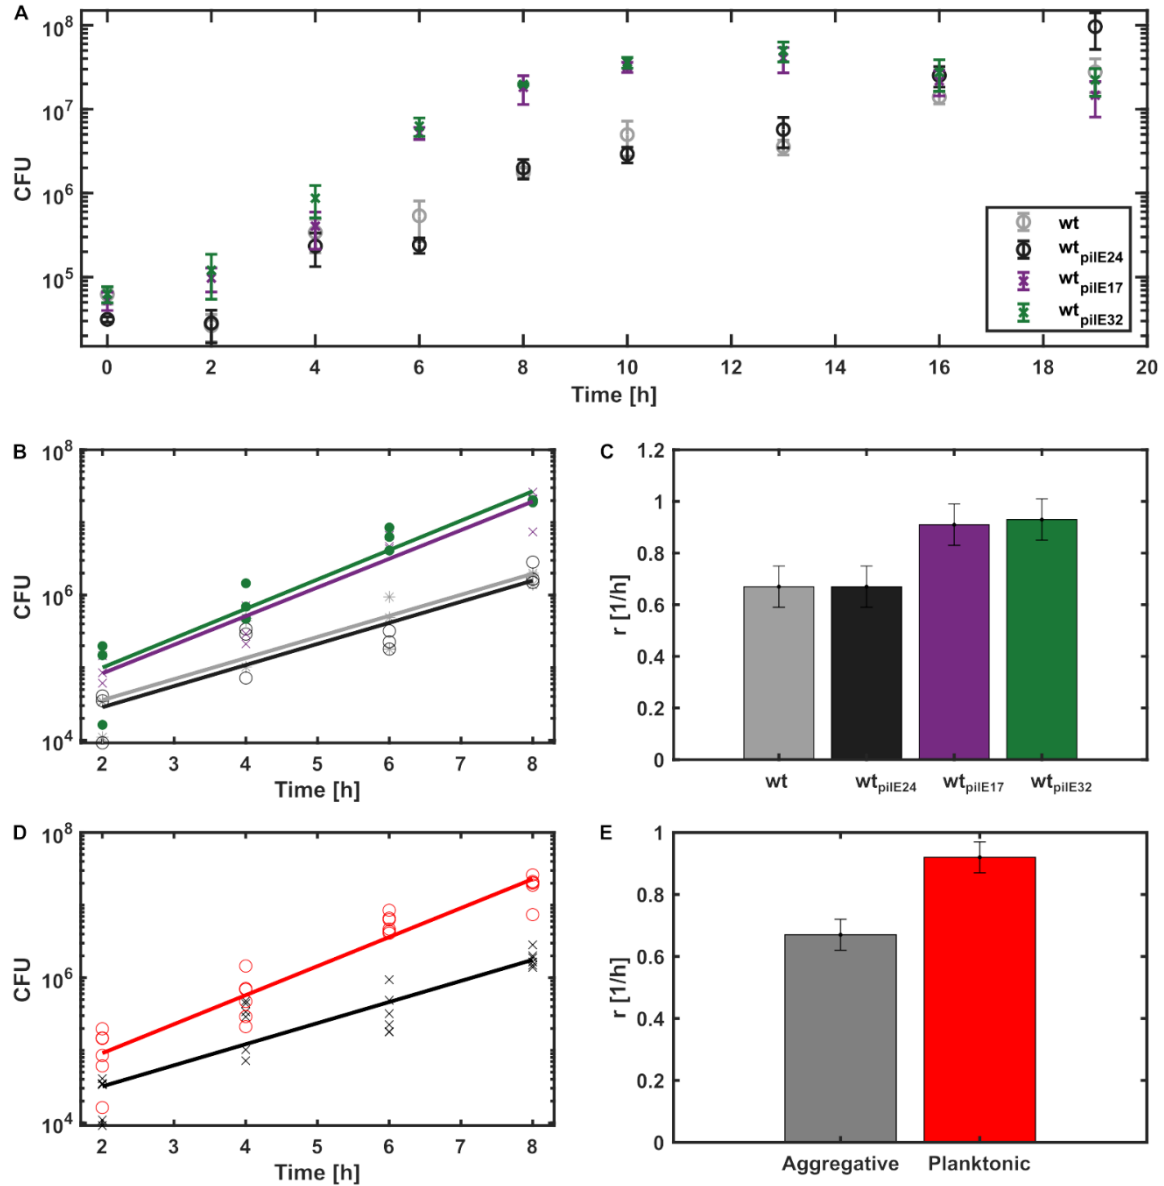 A
CFU
10^8
10^7
10^6
10^5
0 2 4 6 8 10 12 14 16 18 20
Time [h]
wt
wt_pilE24
wt_pilE17
wt_pilE32
B
CFU
10^8
10^6
10^4
2 3 4 5 6 7 8
Time [h]
C
r [1/h]
1.2
1
0.8
0.6
0.4
0.2
0
wt wt_pilE24 wt_pilE17 wt_pilE32
D
CFU
10^8
10^6
10^4
2 3 4 5 6 7 8
Time [h]
E
r [1/h]
1
0.8
0.6
0.4
0.2
0
Aggregative Planktonic